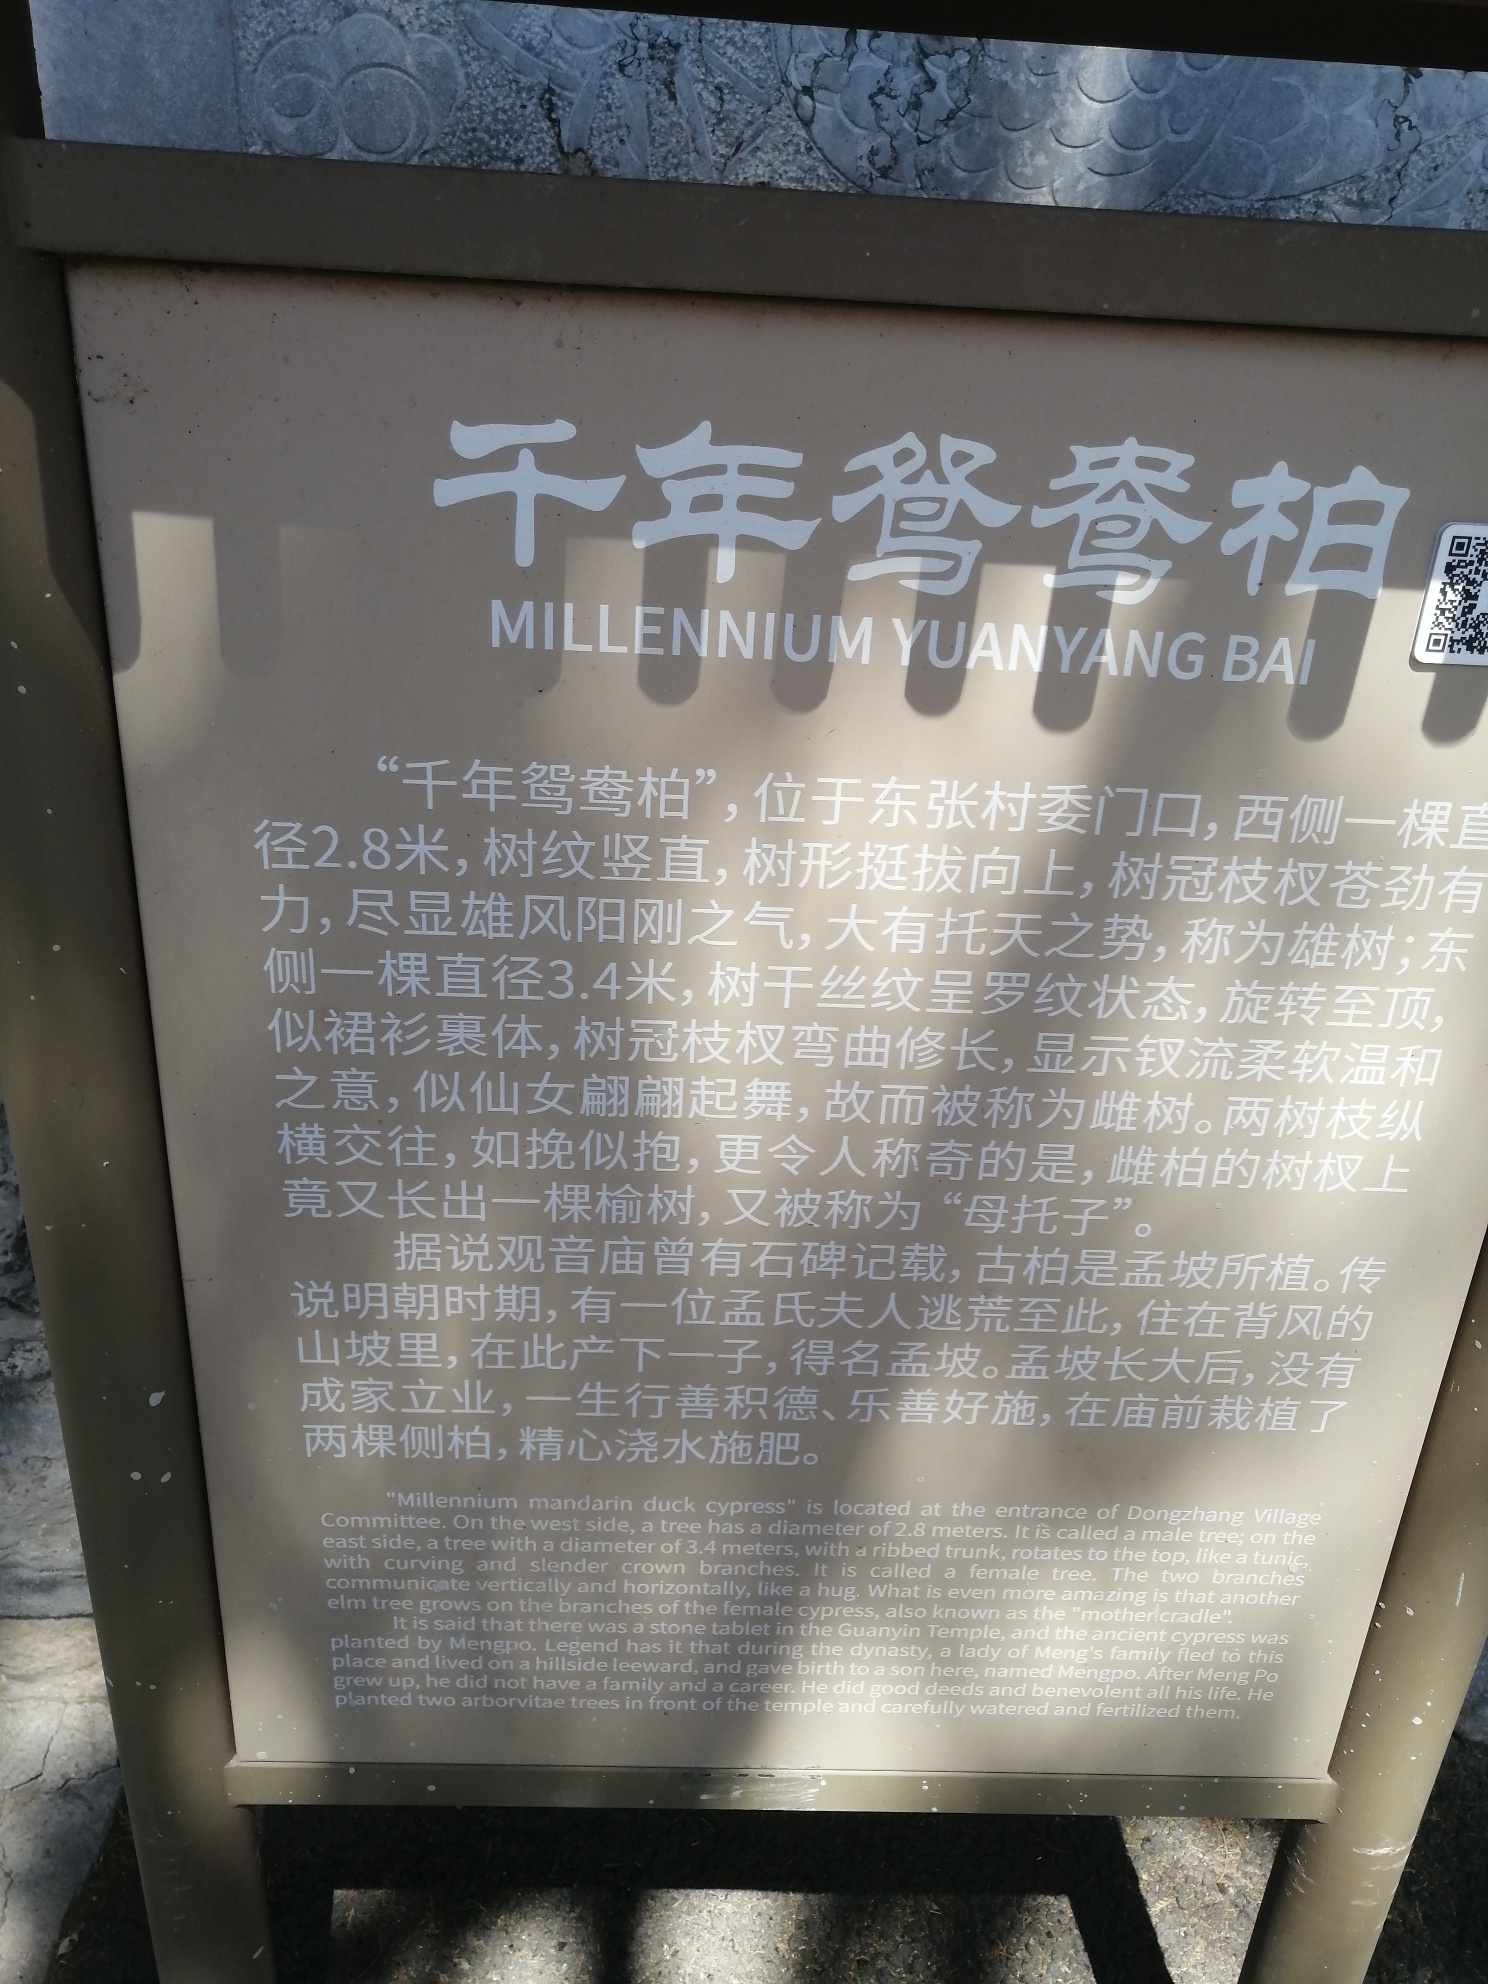 千年鸳鸯柏
MILLENNIUM YUANYANG BAI
“千年鸳鸯柏”，位于东张村委门口，西侧一棵直
径2.8米，树纹竖直，树形挺拔向上，树冠枝杈苍劲有
力，尽显雄风阳刚之气，大有托天之势，称为雄树；东
侧一棵直径3.4米，树干丝纹呈罗纹状态，旋转至顶，
似裙衫裹体，树冠枝杈弯曲修长，显示钗流柔软温和
之意，似仙女翩翩起舞，故而被称为雌树。两树枝纵
横交往，如挽似抱，更令人称奇的是，雌柏的树杈上
竟又长出一棵榆树，又被称为“母托子”。
据说观音庙曾有石碑记载，古柏是孟坡所植。传
说明朝时期，有一位孟氏夫人逃荒至此，住在背风的
山坡里，在此产下一子，得名孟坡。孟坡长大后，没有
成家立业，一生行善积德、乐善好施，在庙前栽植了
两棵侧柏，精心浇水施肥。
"Millennium mandarin duck cypress" is located at the entrance of Dongzhang Village
Committee. On the west side, a tree has a diameter of 2.8 meters. It is called a male tree; on the
east side, a tree with a diameter of 3.4 meters, with a ribbed trunk, rotates to the top, like a tunic,
with curving and slender crown branches. It is called a female tree. The two branches
communicate vertically and horizontally, like a hug. What is even more amazing is that another
elm tree grows on the branches of the female cypress, also known as the "mother cradle".
It is said that there was a stone tablet in the Guanyin Temple, and the ancient cypress was
planted by Mengpo. Legend has it that during the dynasty, a lady of Meng's family fled to this
place and lived on a hillside leeward, and gave birth to a son here, named Mengpo. After Meng Po
grew up, he did not have a family and a career. He did good deeds and benevolent all his life. He
planted two arborvitae trees in front of the temple and carefully watered and fertilized them.